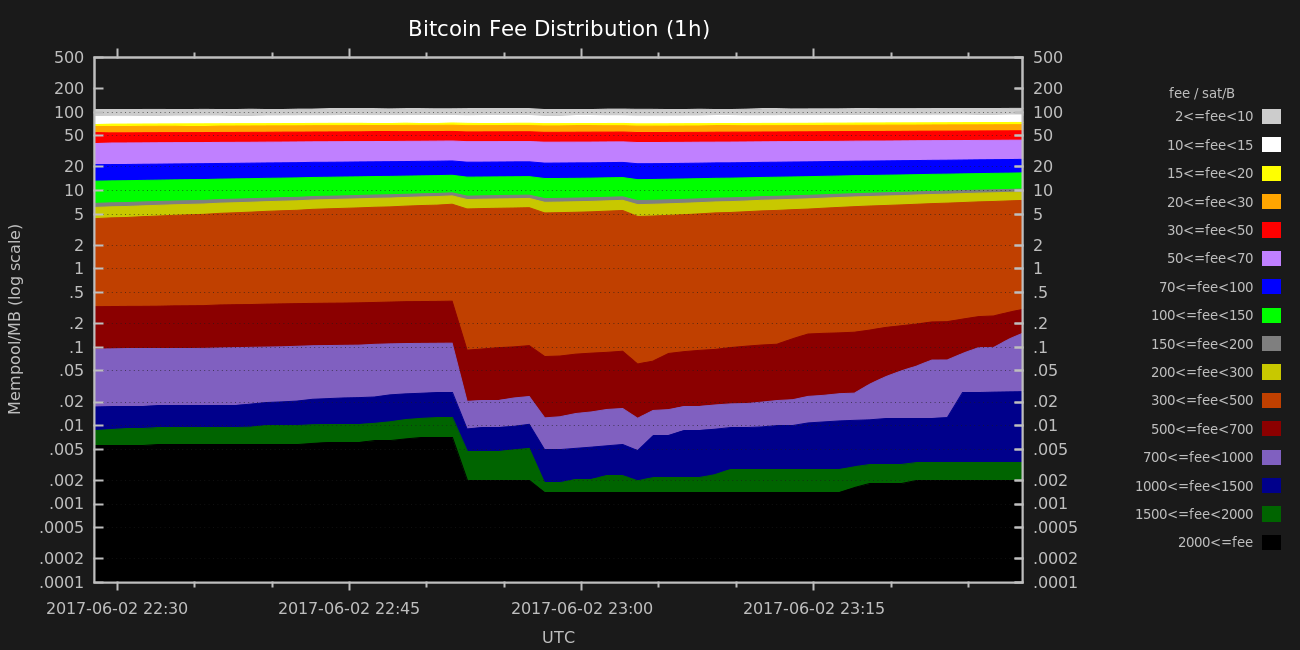 Bitcoin Fee Distribution (1h)
500 500
200 200
100 100
50 50
20 20
10 10
5 5
2 2
1 1
.5 .5
.2 .2
.1 .1
.05 .05
.02 .02
.01 .01
.005 .005
.002 .002
.001 .001
.0005 .0005
.0002 .0002
.0001 .0001
Mempool/MB (log scale)
2017-06-02 22:30 2017-06-02 22:45 2017-06-02 23:00 2017-06-02 23:15
UTC
fee / sat/B
2<=fee<10
10<=fee<15
15<=fee<20
20<=fee<30
30<=fee<50
50<=fee<70
70<=fee<100
100<=fee<150
150<=fee<200
200<=fee<300
300<=fee<500
500<=fee<700
700<=fee<1000
1000<=fee<1500
1500<=fee<2000
2000<=fee